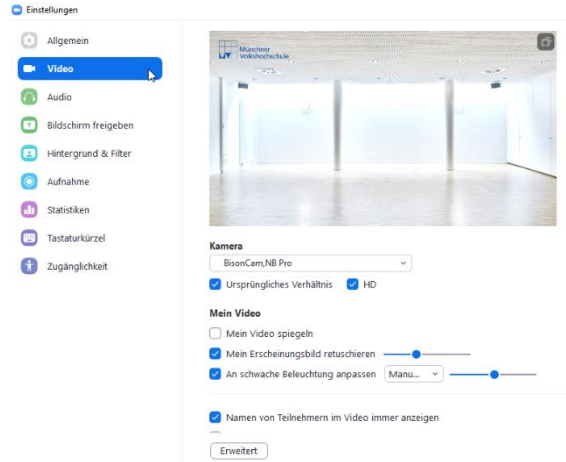 Einstellungen
Allgemein
Video
Audio
Bildschirm freigeben
Hintergrund & Filter
Aufnahme
Statistiken
Tastaturkürzel
Zugänglichkeit
Münchner
Volkshochschule
Kamera
BisonCam,NB Pro
Ursprüngliches Verhältnis HD
Mein Video
Mein Video spiegeln
Mein Erscheinungsbild retuschieren
An schwache Beleuchtung anpassen Manu...
Namen von Teilnehmern im Video immer anzeigen
Erweitert